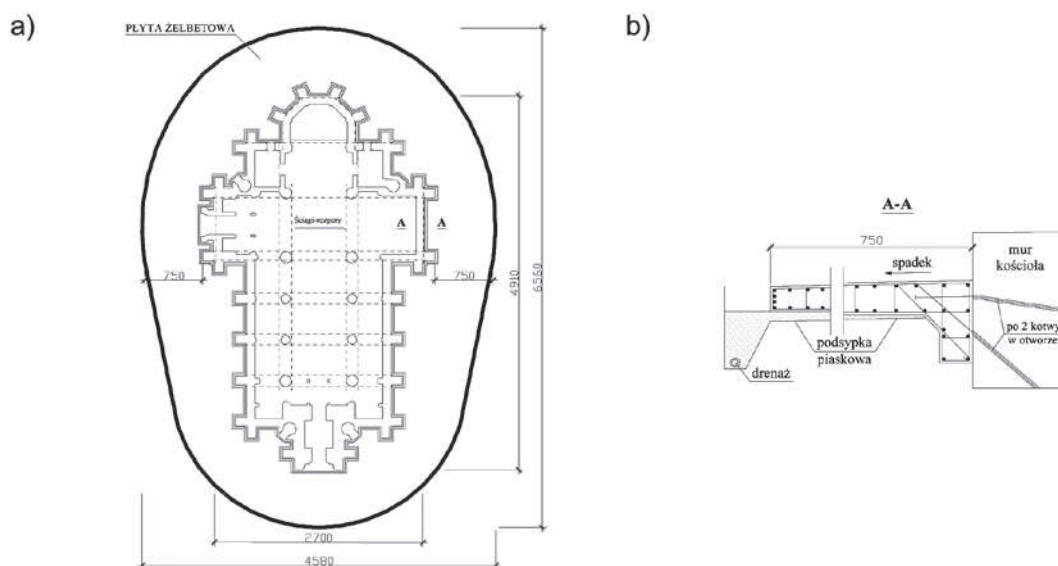 a)
PŁYTA ŻELBETOWA
Ściągi-rozpory
A
A
750
750
4910
6560
2700
4580
b)
A-A
750
spadek
mur
kościoła
po 2 kotwy
w otworze
podsypka
piaskowa
drenaż